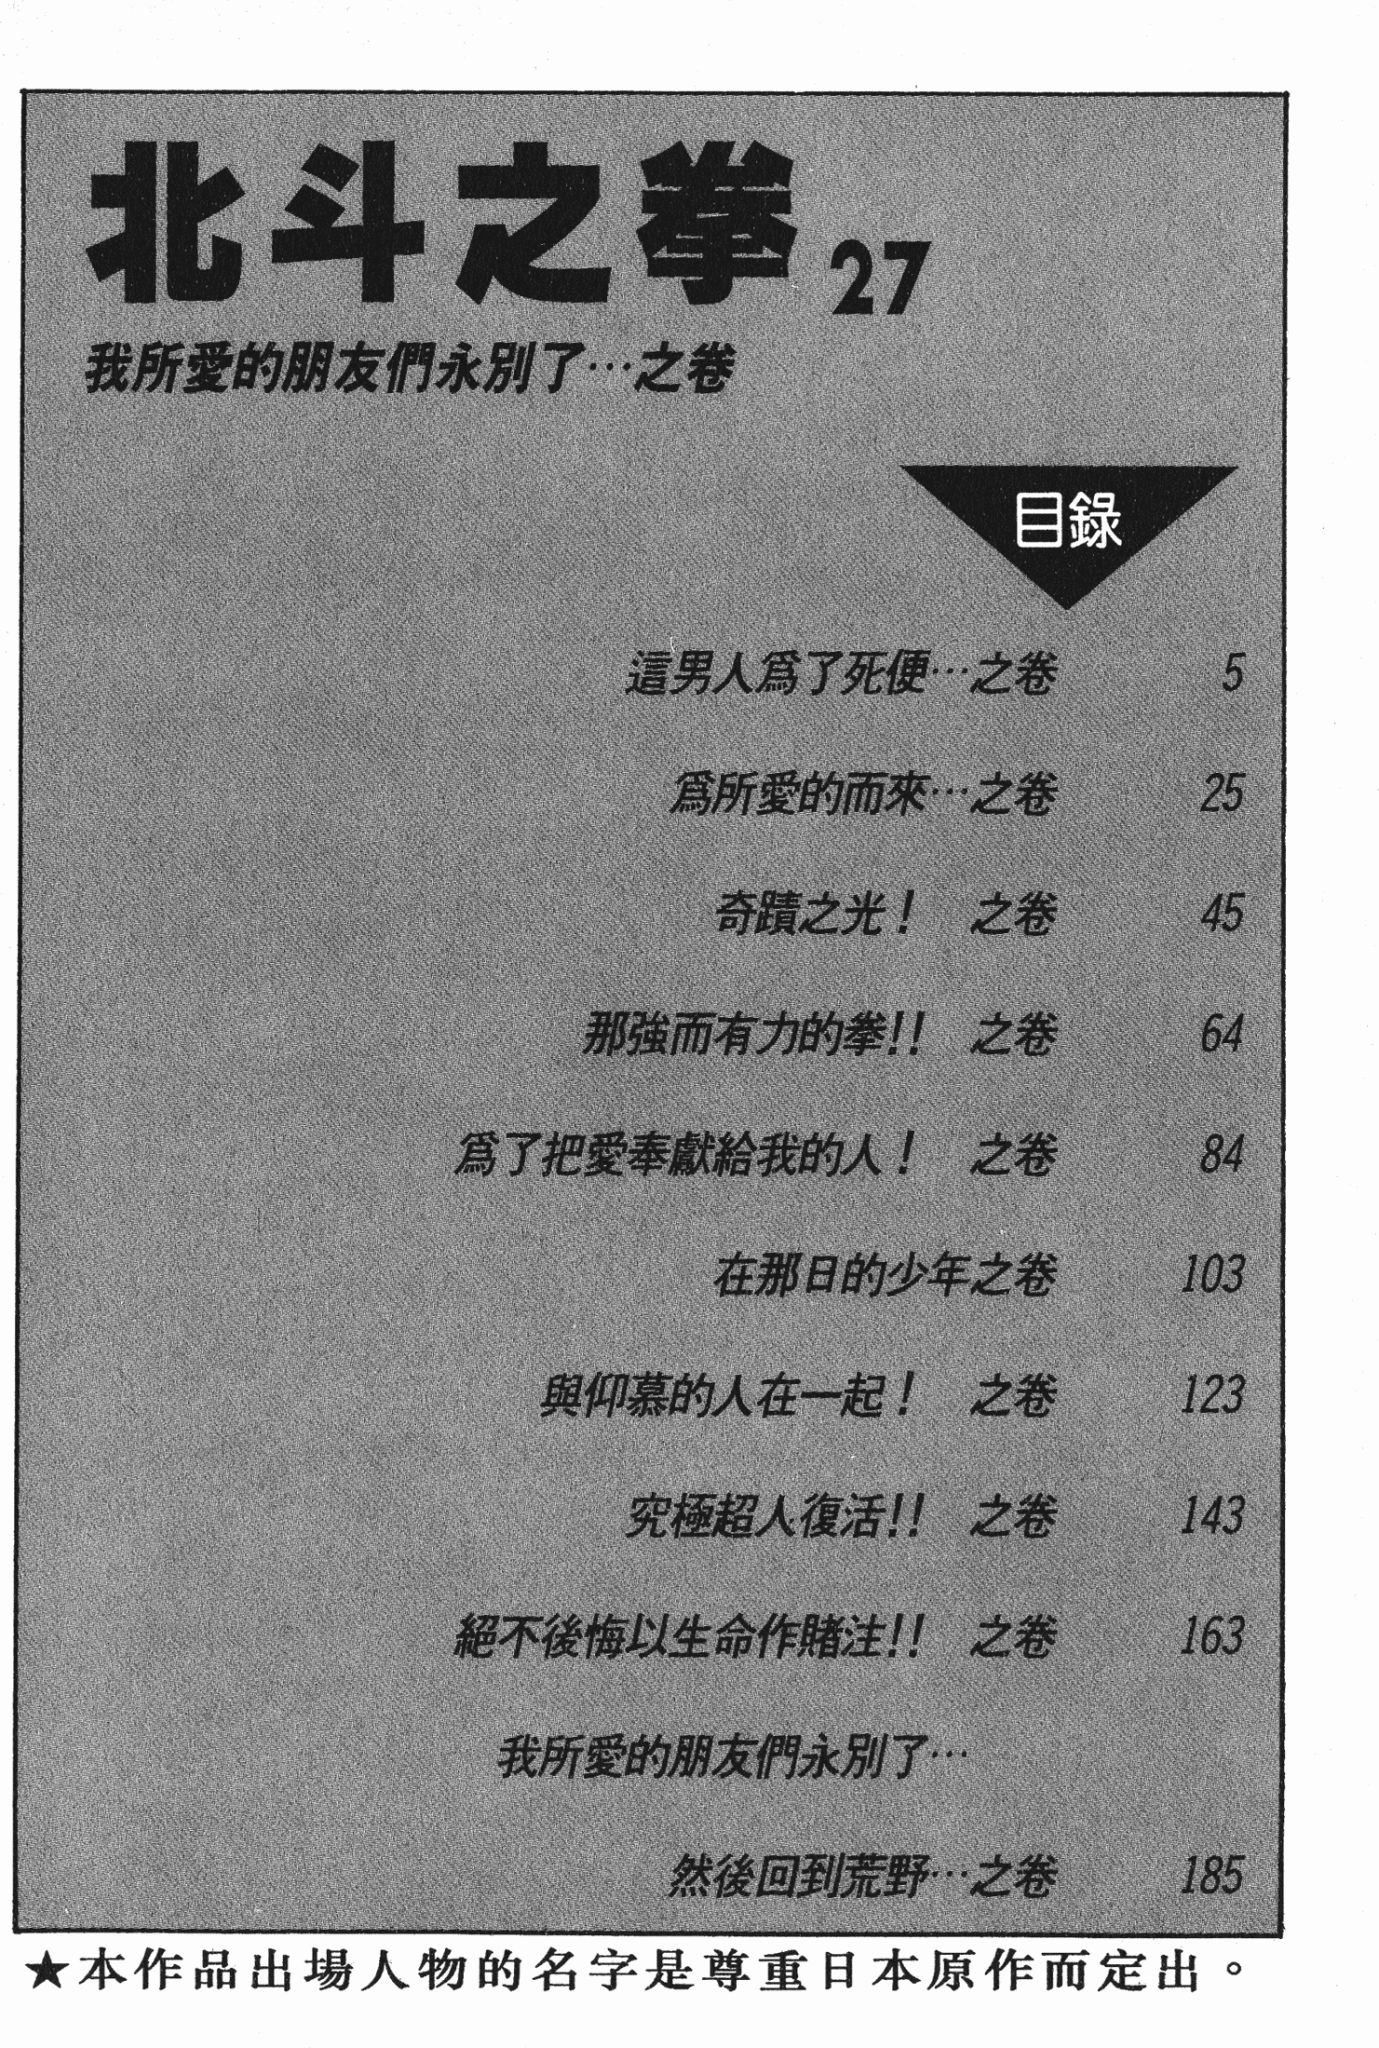 北斗之拳 27
我所愛的朋友們永別了…之卷
目錄
這男人爲了死便…之卷 5
爲所愛的而來…之卷 25
奇蹟之光！ 之卷 45
那強而有力的拳!! 之卷 64
爲了把愛奉獻給我的人！ 之卷 84
在那日的少年之卷 103
與仰慕的人在一起！ 之卷 123
究極超人復活!! 之卷 143
絕不後悔以生命作賭注!! 之卷 163
我所愛的朋友們永別了…
然後回到荒野…之卷 185
★本作品出場人物的名字是尊重日本原作而定出。